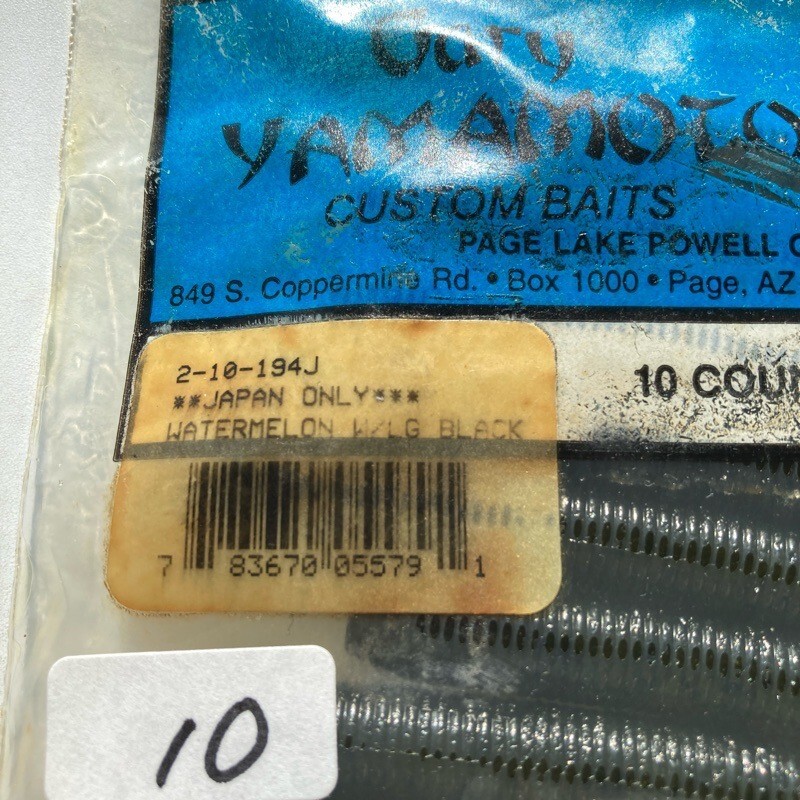 Gary
YAMAMOTO
CUSTOM BAITS
PAGE LAKE POWELL
849 S. Coppermine Rd. • Box 1000 • Page, AZ
2-10-194J
**JAPAN ONLY***
10 COUN
WATERMELON W/LG BLACK
7 83670 05579 1
10